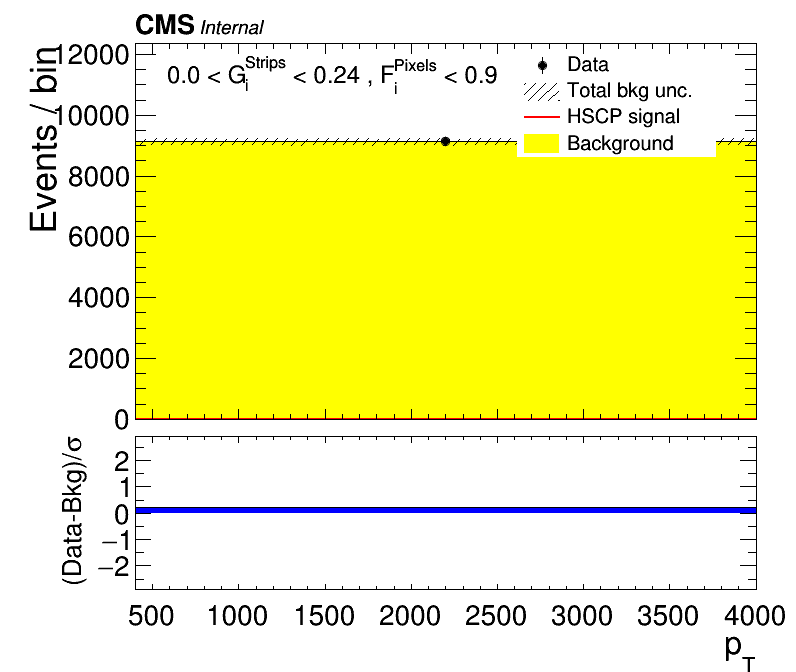 CMS Internal
0.0 < G_i^Strips < 0.24 , F_i^Pixels < 0.9
Data
Total bkg unc.
HSCP signal
Background
Events / bin
12000
10000
8000
6000
4000
2000
0
(Data-Bkg)/σ
2
1
0
−1
−2
500 1000 1500 2000 2500 3000 3500 4000
p_T